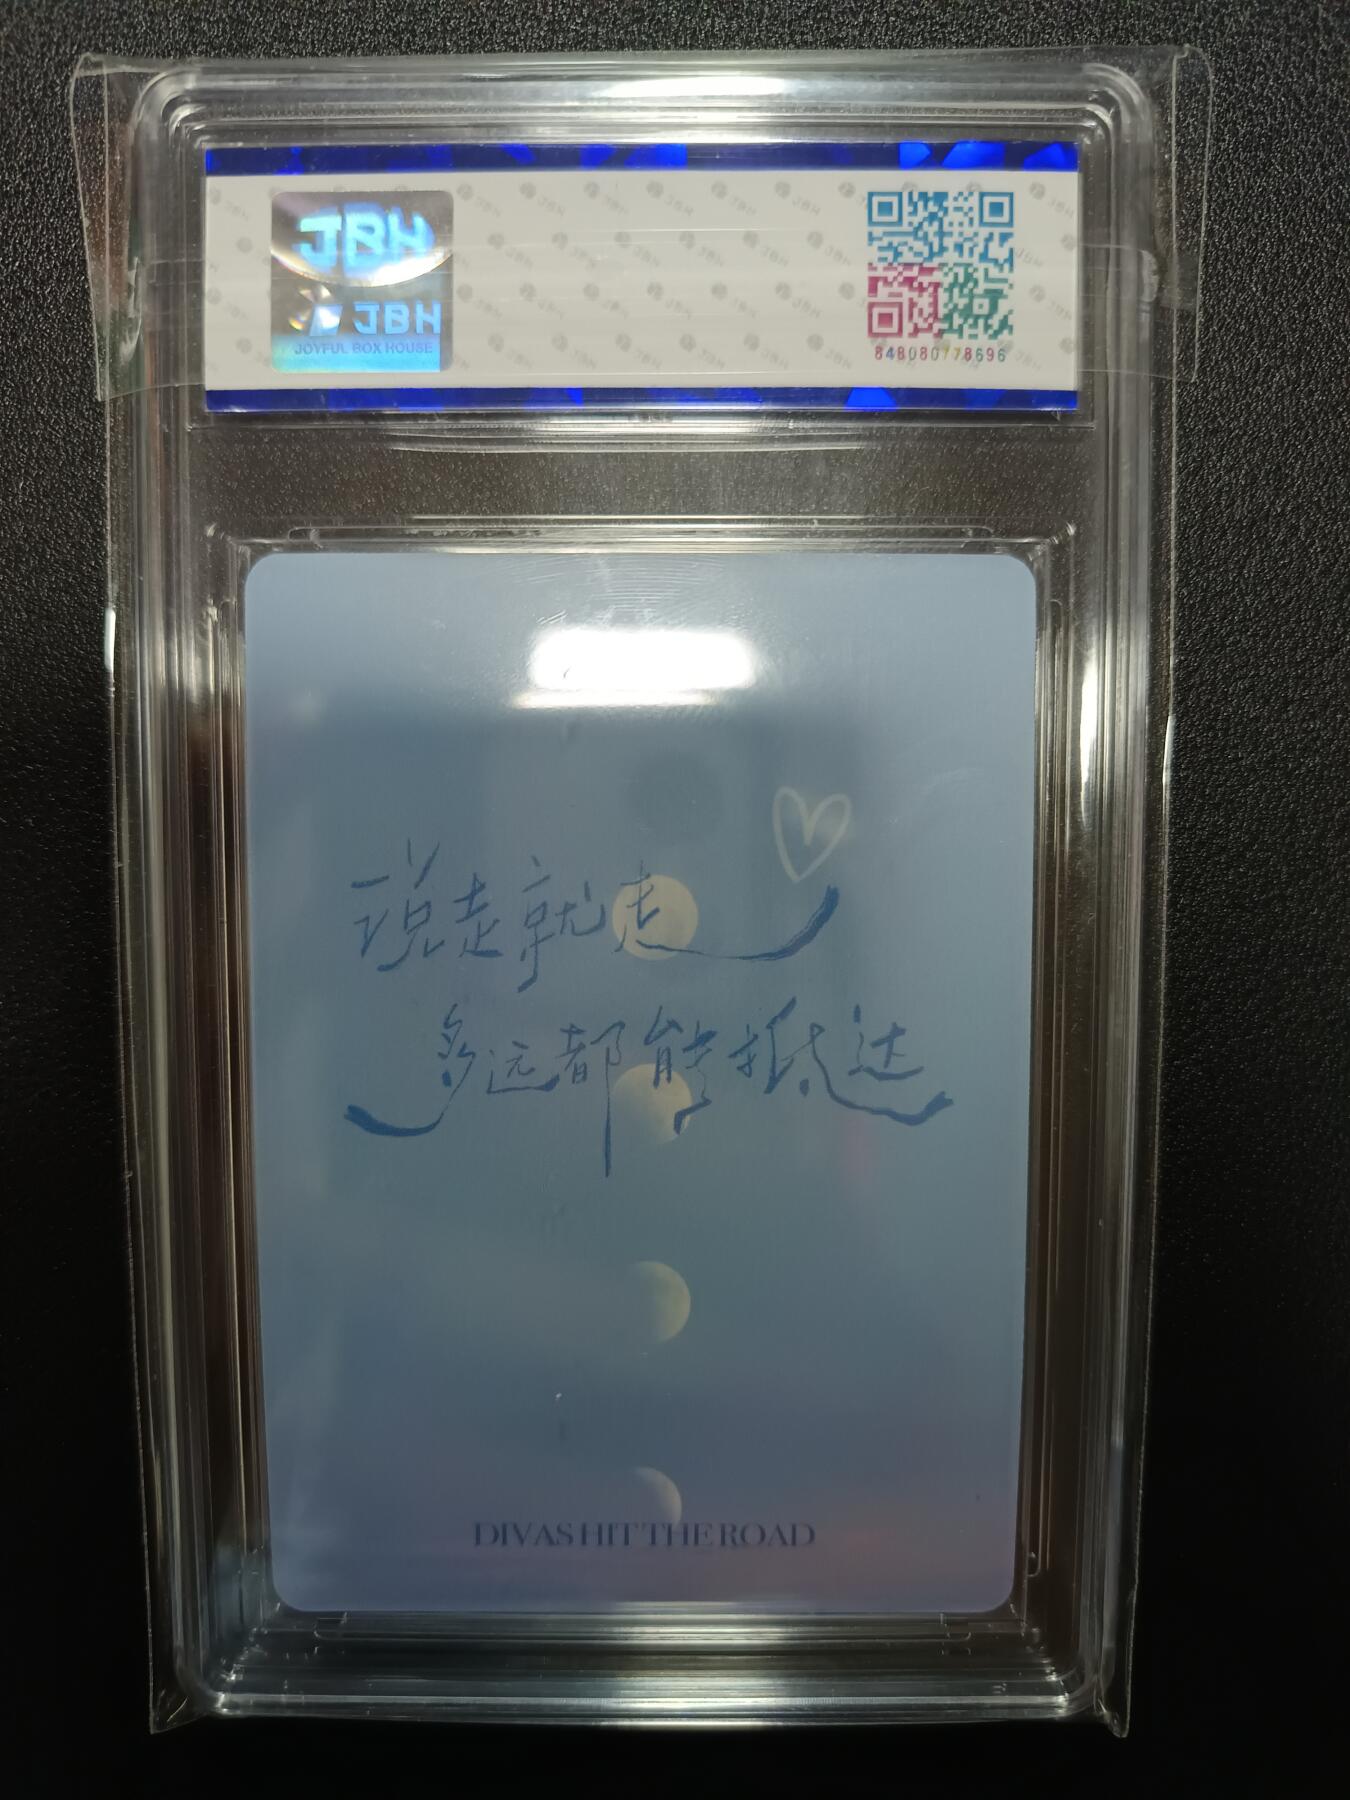 JBH
JBH
JOYFUL BOX HOUSE
848080778696
说走就走
多远都能抵达
DIVAS HIT THE ROAD